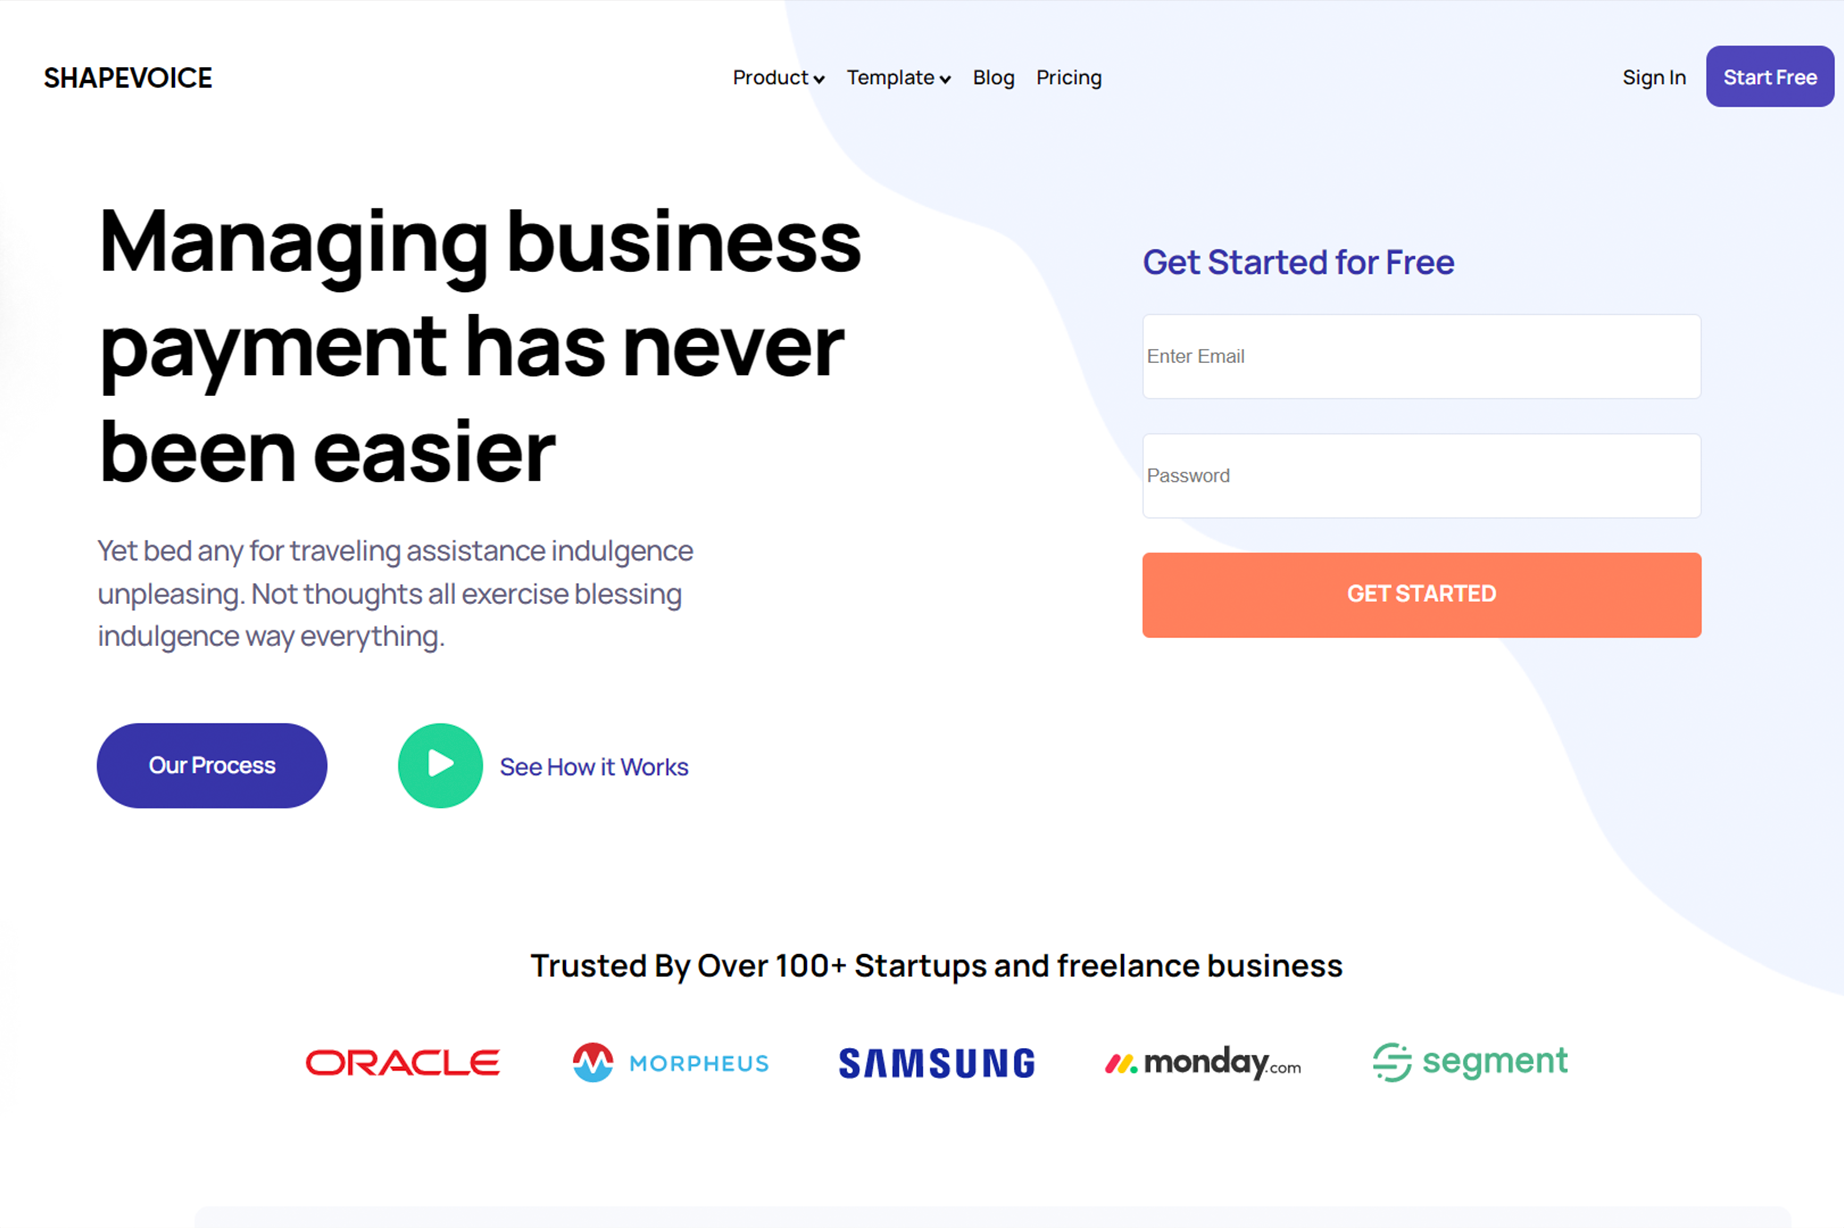 SHAPEVOICE
Product Template Blog Pricing
Sign In Start Free
Managing business
payment has never
been easier
Yet bed any for traveling assistance indulgence
unpleasing. Not thoughts all exercise blessing
indulgence way everything.
Our Process
See How it Works
Get Started for Free
Enter Email
Password
GET STARTED
Trusted By Over 100+ Startups and freelance business
ORACLE
MORPHEUS
SAMSUNG
monday.com
segment